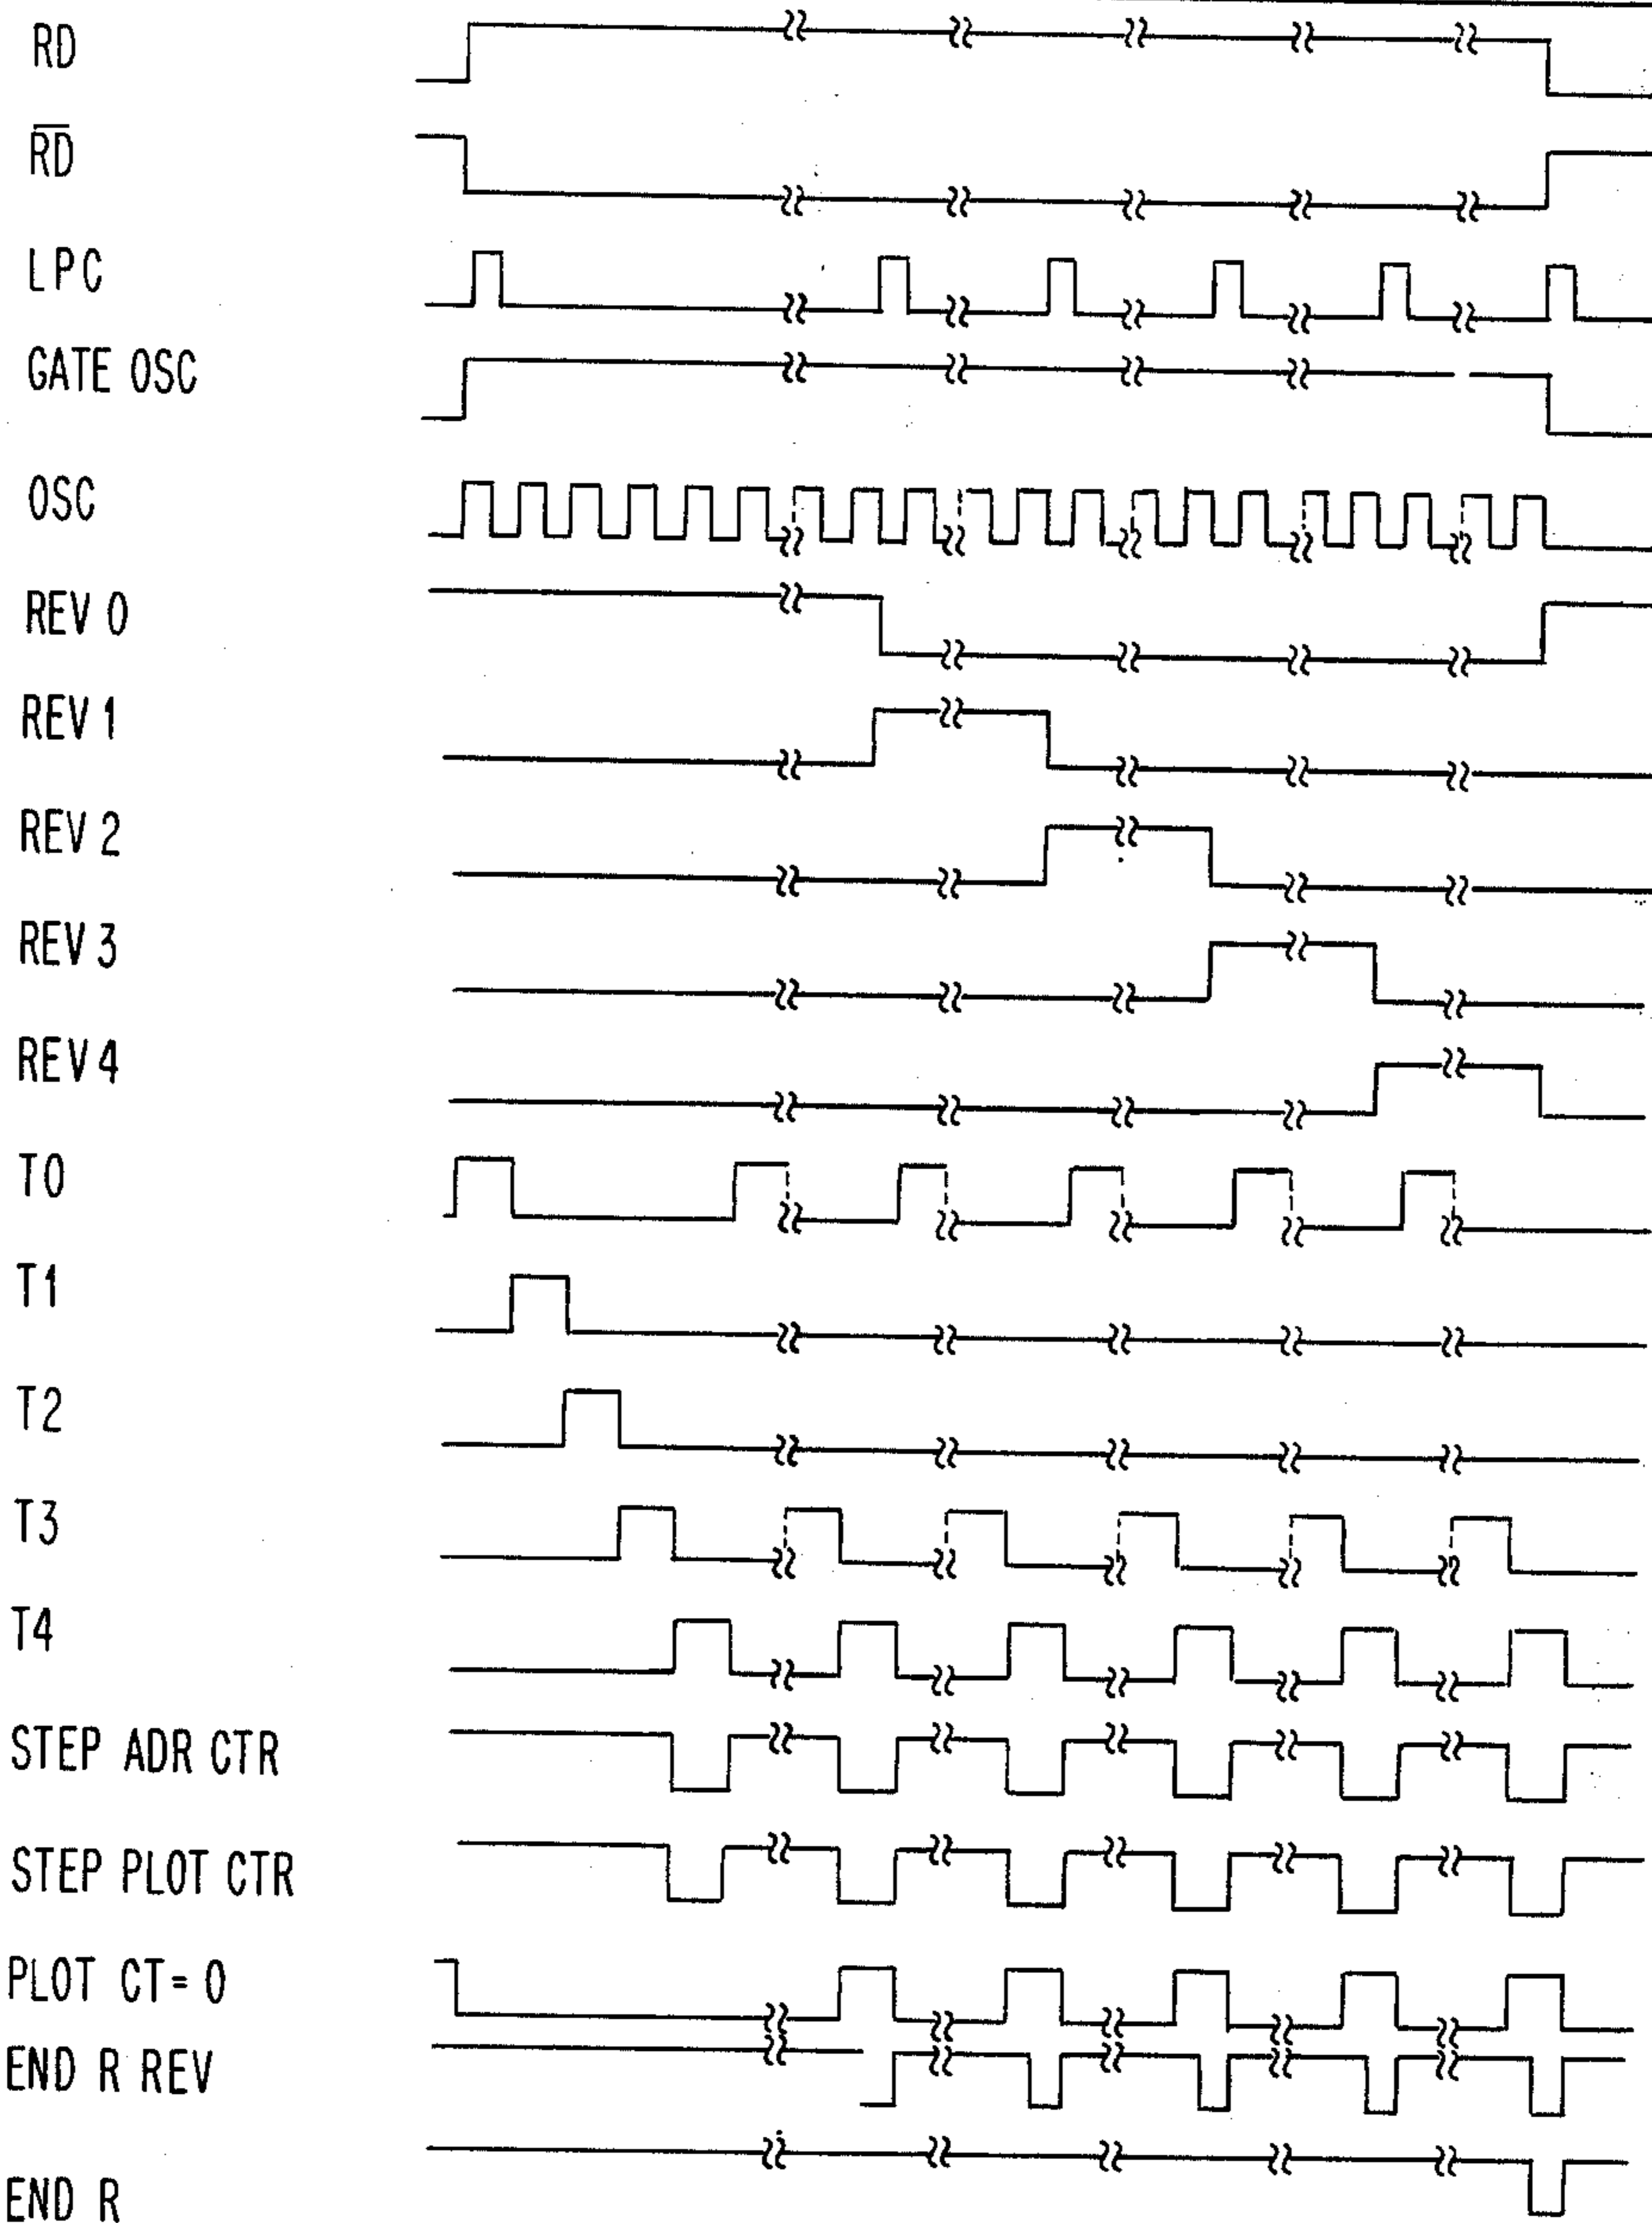 RD
R̅D̅
LPC
GATE OSC
OSC
REV 0
REV 1
REV 2
REV 3
REV 4
T0
T1
T2
T3
T4
STEP ADR CTR
STEP PLOT CTR
PLOT CT= 0
END R REV
END R